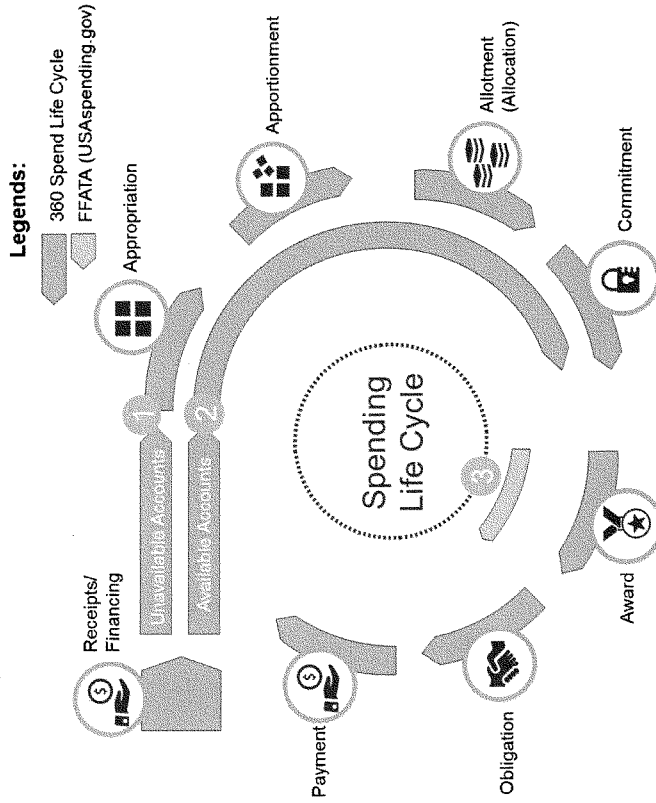 Legends:
360 Spend Life Cycle
FFATA (USAspending.gov)
Receipts/
Financing
Unavailable Accounts
Available Accounts
1
2
Appropriation
Apportionment
Allotment
(Allocation)
Commitment
Award
Obligation
Payment
3
Spending
Life Cycle